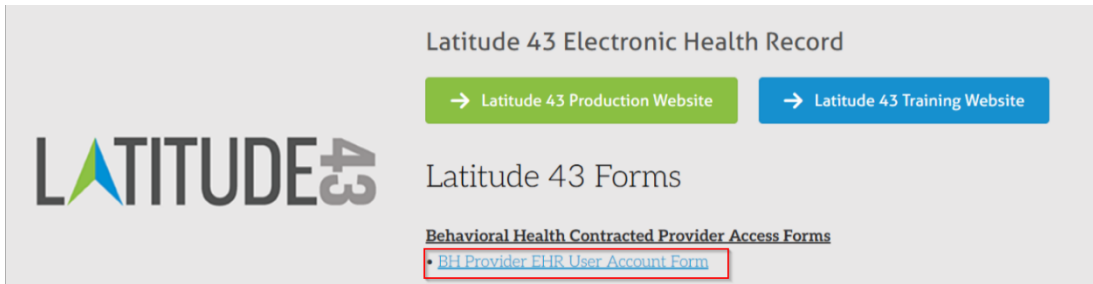 Latitude 43 Electronic Health Record
→ Latitude 43 Production Website
→ Latitude 43 Training Website
LATITUDE 43
Latitude 43 Forms
Behavioral Health Contracted Provider Access Forms
• BH Provider EHR User Account Form